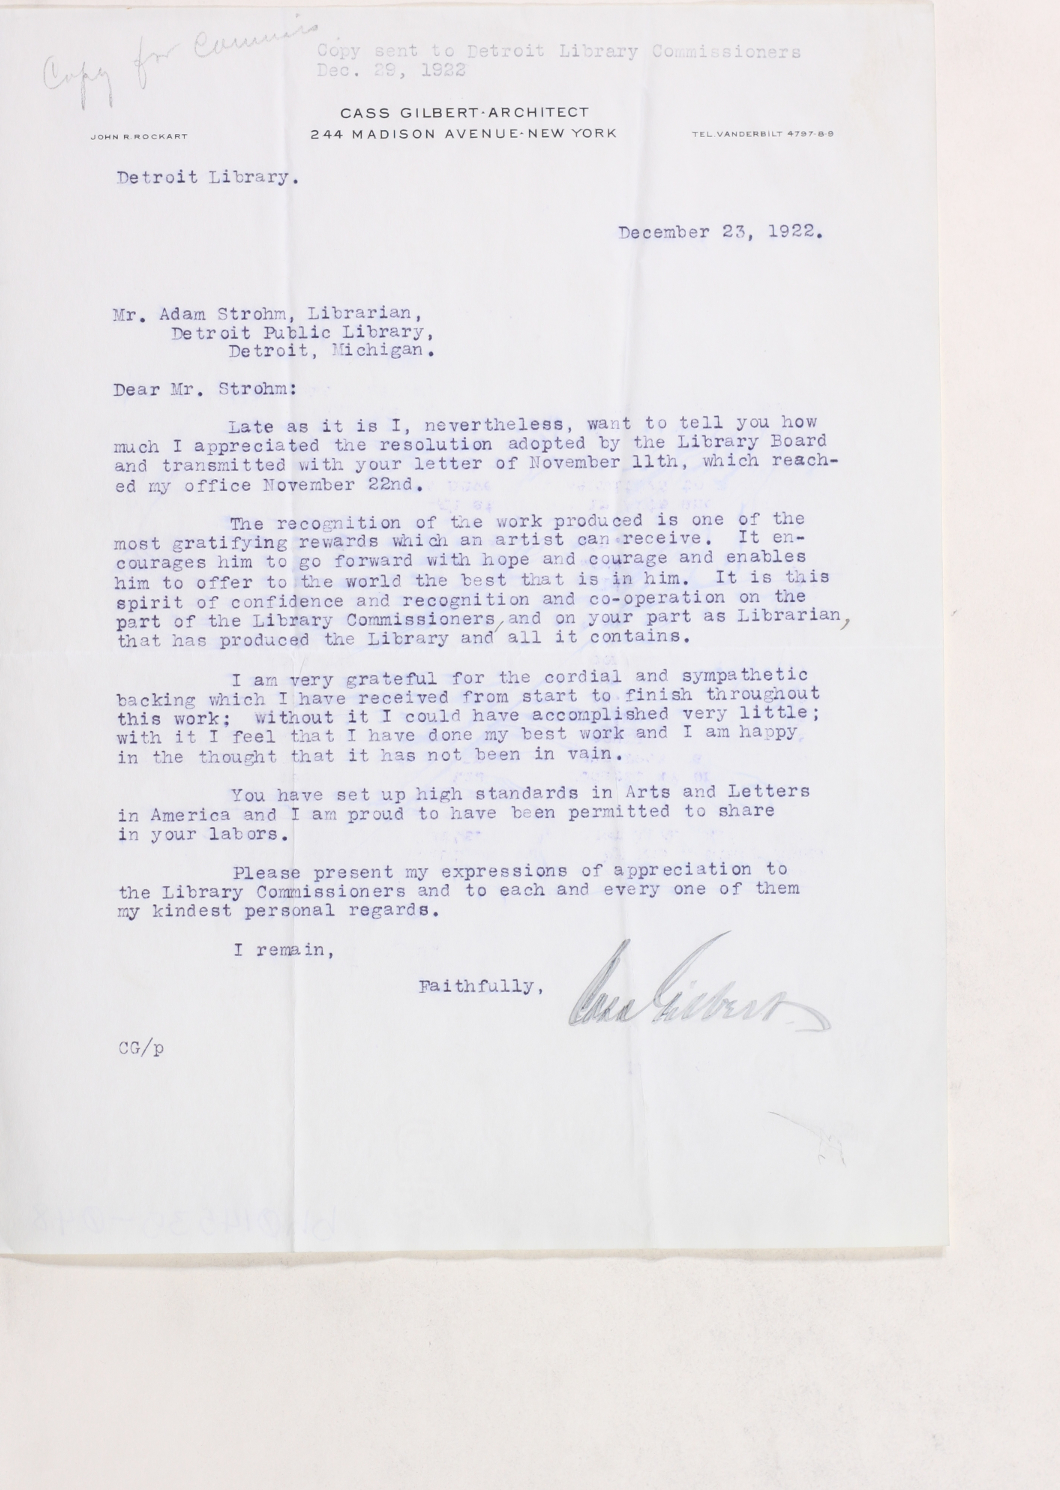 Copy for Commis
Copy sent to Detroit Library Commissioners
Dec. 29, 1922
CASS GILBERT-ARCHITECT
JOHN R. ROCKART 244 MADISON AVENUE-NEW YORK TEL. VANDERBILT 4797-8-9
Detroit Library.
December 23, 1922.
Mr. Adam Strohm, Librarian,
Detroit Public Library,
Detroit, Michigan.
Dear Mr. Strohm:
Late as it is I, nevertheless, want to tell you how
much I appreciated the resolution adopted by the Library Board
and transmitted with your letter of November 11th, which reach-
ed my office November 22nd.
The recognition of the work produced is one of the
most gratifying rewards which an artist can receive. It en-
courages him to go forward with hope and courage and enables
him to offer to the world the best that is in him. It is this
spirit of confidence and recognition and co-operation on the
part of the Library Commissioners, and on your part as Librarian,
that has produced the Library and all it contains.
I am very grateful for the cordial and sympathetic
backing which I have received from start to finish throughout
this work; without it I could have accomplished very little;
with it I feel that I have done my best work and I am happy
in the thought that it has not been in vain.
You have set up high standards in Arts and Letters
in America and I am proud to have been permitted to share
in your labors.
Please present my expressions of appreciation to
the Library Commissioners and to each and every one of them
my kindest personal regards.
I remain,
Faithfully, Cass Gilbert
CG/p